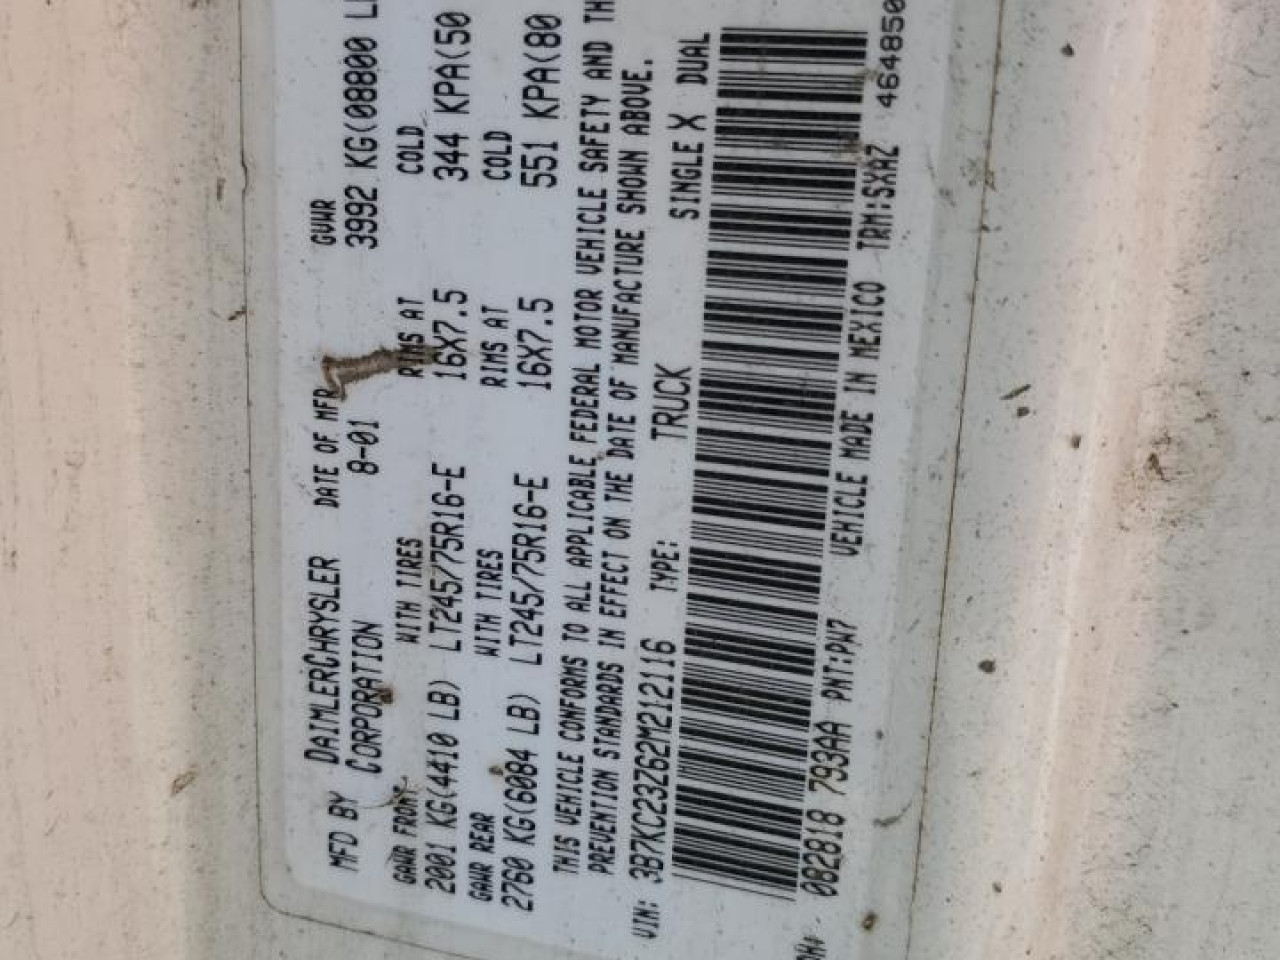 MFD BY DAIMLERCHRYSLER DATE OF MFR GVWR
CORPORATION 8-01 3992 KG(08800 L
GAWR FRONT WITH TIRES RIMS AT COLD
2001 KG(4410 LB) LT245/75R16-E 16X7.5 344 KPA(50
GAWR REAR WITH TIRES RIMS AT COLD
2760 KG(6084 LB) LT245/75R16-E 16X7.5 551 KPA(80
THIS VEHICLE CONFORMS TO ALL APPLICABLE FEDERAL MOTOR VEHICLE SAFETY AND TH
PREVENTION STANDARDS IN EFFECT ON THE DATE OF MANUFACTURE SHOWN ABOVE.
VIN: 3B7KC23Z62M212116 TYPE: TRUCK SINGLE X DUAL
082818 793AA PNT:PW7 VEHICLE MADE IN MEXICO TRM:SXAZ 464850